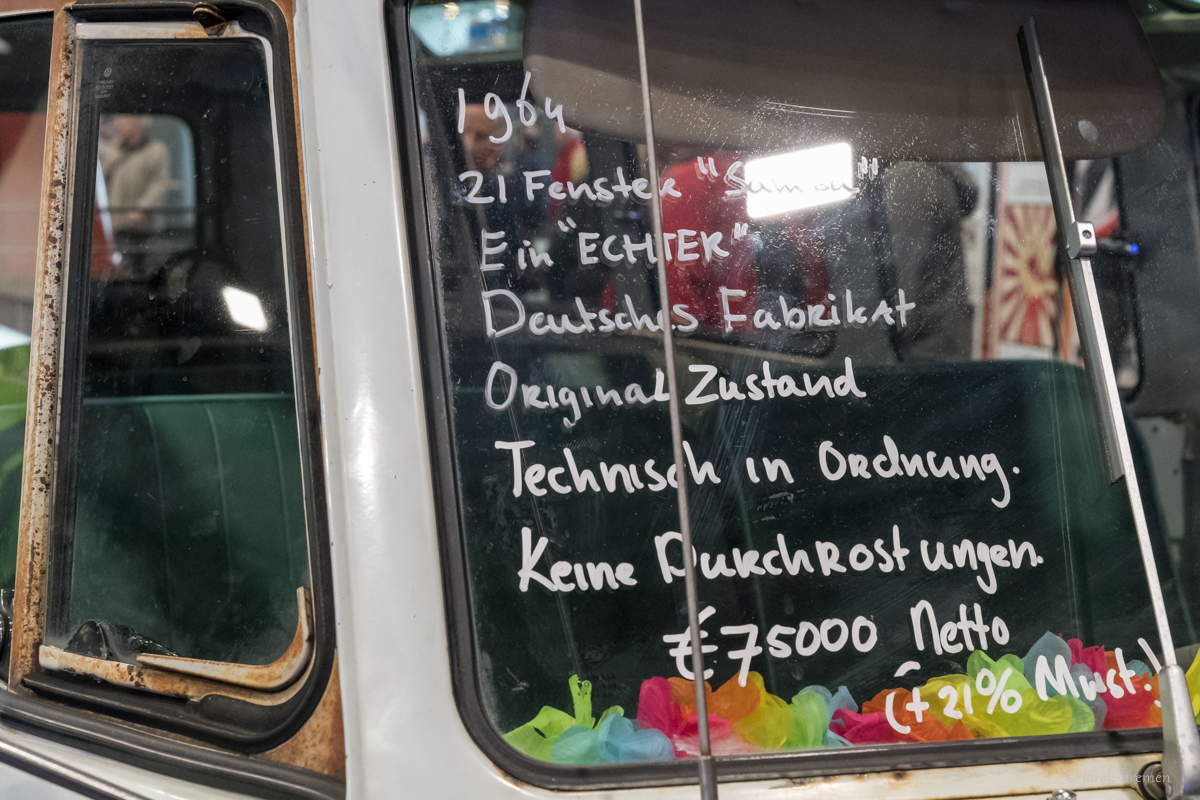 1964
21 Fenster "Samba"
Ein "ECHTER"
Deutsches Fabrikat
Original Zustand
Technisch in Ordnung.
Keine Durchrostungen.
€75000 Netto
(+21% Mwst.!